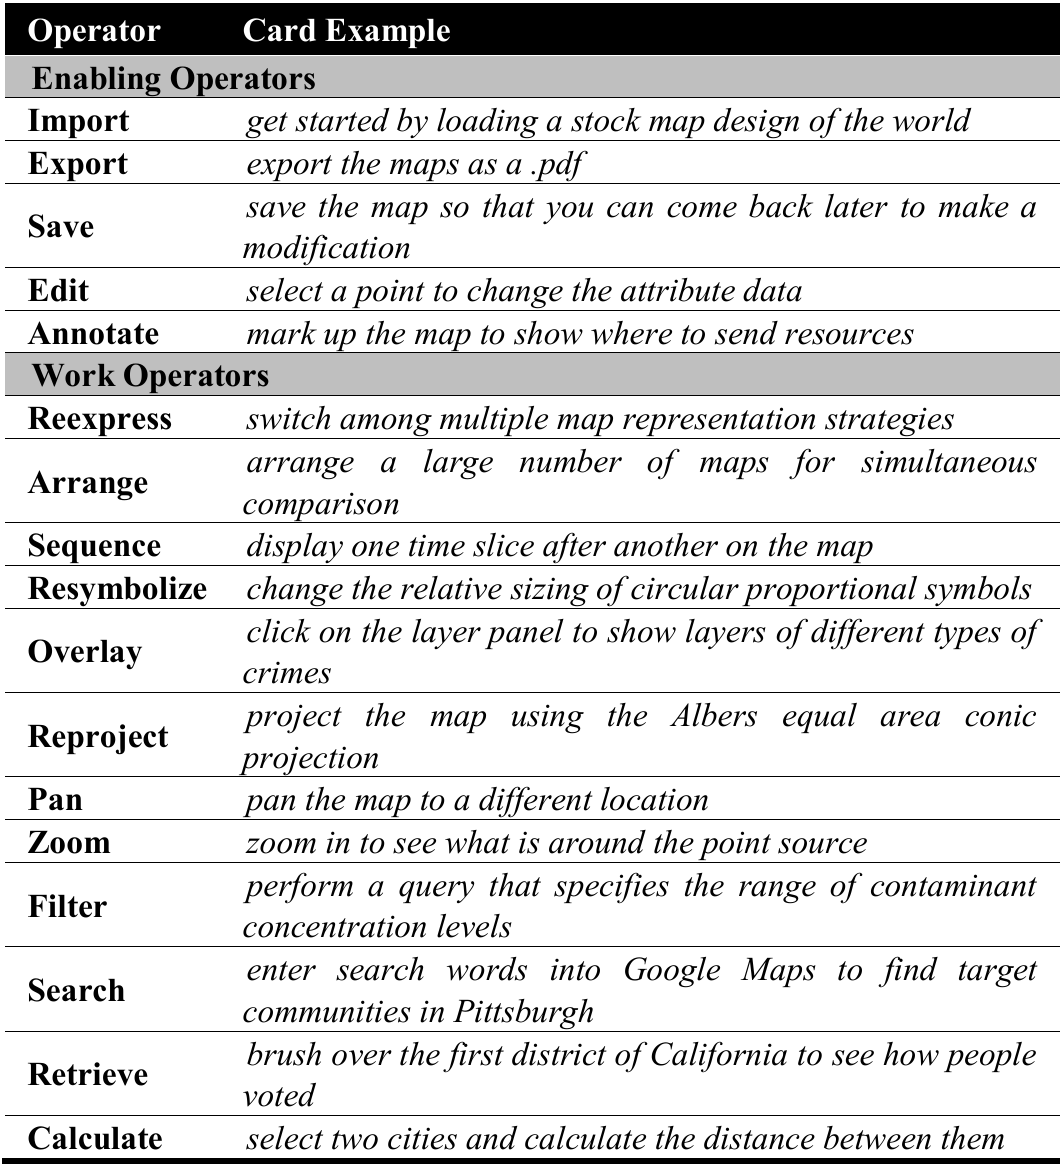 Operator Card Example
Enabling Operators
Import get started by loading a stock map design of the world
Export export the maps as a .pdf
Save save the map so that you can come back later to make a
modification
Edit select a point to change the attribute data
Annotate mark up the map to show where to send resources
Work Operators
Reexpress switch among multiple map representation strategies
Arrange arrange a large number of maps for simultaneous
comparison
Sequence display one time slice after another on the map
Resymbolize change the relative sizing of circular proportional symbols
Overlay click on the layer panel to show layers of different types of
crimes
Reproject project the map using the Albers equal area conic
projection
Pan pan the map to a different location
Zoom zoom in to see what is around the point source
Filter perform a query that specifies the range of contaminant
concentration levels
Search enter search words into Google Maps to find target
communities in Pittsburgh
Retrieve brush over the first district of California to see how people
voted
Calculate select two cities and calculate the distance between them